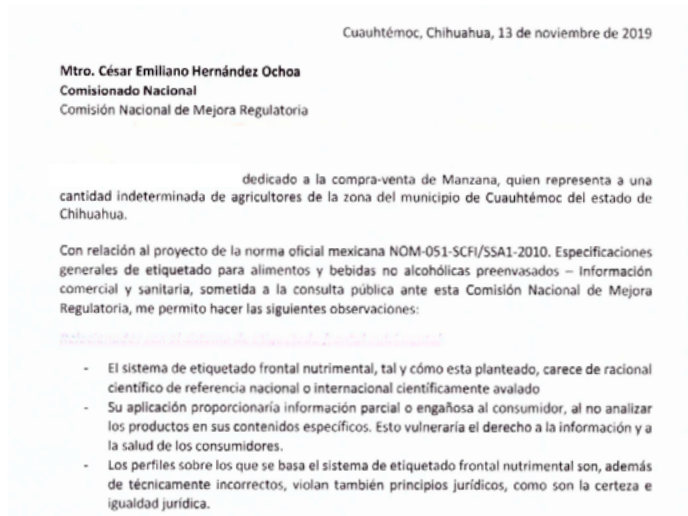 Cuauhtémoc, Chihuahua, 13 de noviembre de 2019
Mtro. César Emiliano Hernández Ochoa
Comisionado Nacional
Comisión Nacional de Mejora Regulatoria
dedicado a la compra-venta de Manzana, quien representa a una
cantidad indeterminada de agricultores de la zona del municipio de Cuauhtémoc del estado de
Chihuahua.
Con relación al proyecto de la norma oficial mexicana NOM-051-SCFI/SSA1-2010. Especificaciones
generales de etiquetado para alimentos y bebidas no alcohólicas preenvasados – Información
comercial y sanitaria, sometida a la consulta pública ante esta Comisión Nacional de Mejora
Regulatoria, me permito hacer las siguientes observaciones:
- El sistema de etiquetado frontal nutrimental, tal y cómo esta planteado, carece de racional
científico de referencia nacional o internacional científicamente avalado
- Su aplicación proporcionaría información parcial o engañosa al consumidor, al no analizar
los productos en sus contenidos específicos. Esto vulneraría el derecho a la información y a
la salud de los consumidores.
- Los perfiles sobre los que se basa el sistema de etiquetado frontal nutrimental son, además
de técnicamente incorrectos, violan también principios jurídicos, como son la certeza e
igualdad jurídica.